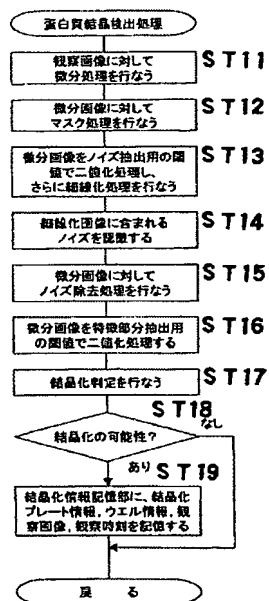 蛋白質結晶検出処理
観察画像に対して
微分処理を行なう
ST11
微分画像に対して
マスク処理を行なう
ST12
微分画像をノイズ抽出用の閾
値で二値化処理し、
さらに細線化処理を行なう
ST13
細線化画像に含まれる
ノイズを認識する
ST14
微分画像に対して
ノイズ除去処理を行なう
ST15
微分画像を特徴部分抽出用
の閾値で二値化処理する
ST16
結晶化判定を行なう
ST17
ST18
結晶化の可能性?
なし
あり
ST19
結晶化情報記憶部に、結晶化
プレート情報、ウエル情報、観
察画像、観察時刻を記憶する
戻る